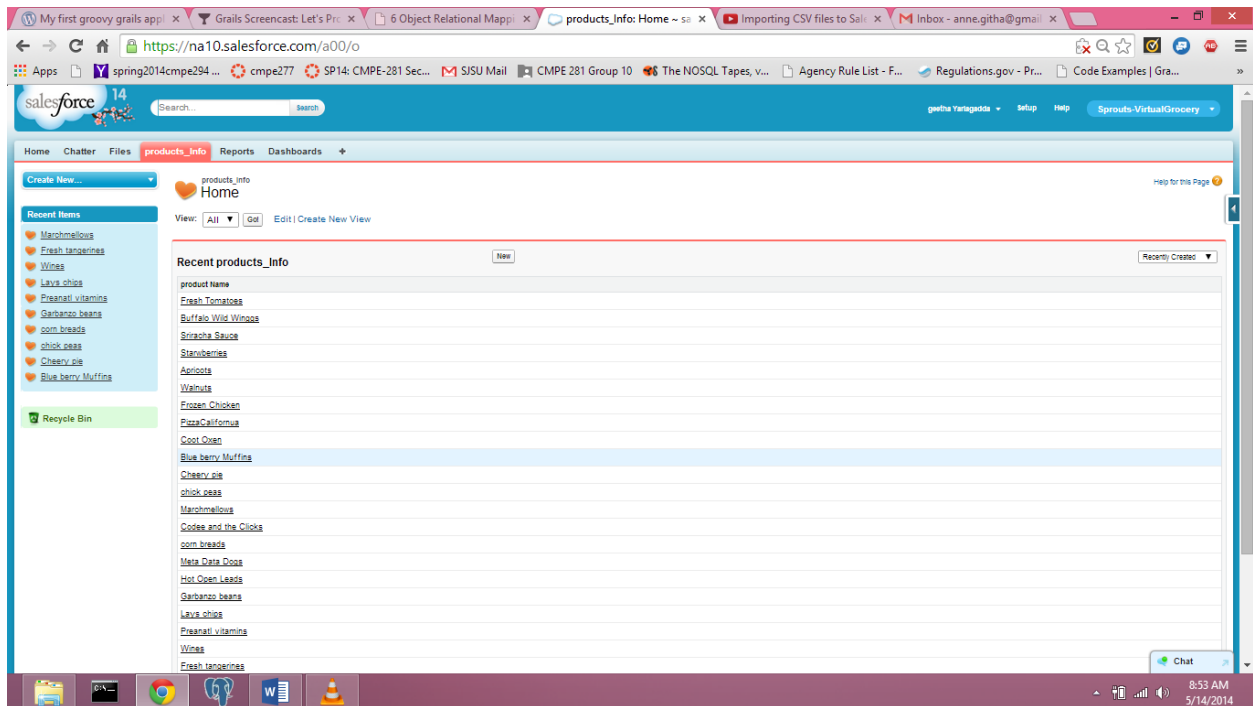 My first groovy grails appl
Grails Screencast: Let's Pro
6 Object Relational Mappi
products_Info: Home ~ sa
Importing CSV files to Sale
Inbox - anne.githa@gmail
https://na10.salesforce.com/a00/o
Apps
spring2014cmpe294 ...
cmpe277
SP14: CMPE-281 Sec...
SJSU Mail
CMPE 281 Group 10
The NOSQL Tapes, v...
Agency Rule List - F...
Regulations.gov - Pr...
Code Examples | Gra...
»
salesforce 14
Search...
Search
geetha Yarlagadda
Setup
Help
Sprouts-VirtualGrocery
Home
Chatter
Files
products_Info
Reports
Dashboards
+
Create New...
Recent Items
Marchmellows
Fresh tangerines
Wines
Lays chips
Preanatl vitamins
Garbanzo beans
corn breads
chick peas
Cheery pie
Blue berry Muffins
Recycle Bin
products_Info
Home
Help for this Page
View: All Go! Edit | Create New View
Recent products_Info
New
Recently Created
product Name
Fresh Tomatoes
Buffalo Wild Winggs
Sriracha Sauce
Starwberries
Apricots
Walnuts
Frozen Chicken
PizzaCalifornua
Coot Oxen
Blue berry Muffins
Cheery pie
chick peas
Marchmellows
Codee and the Clicks
corn breads
Meta Data Dogs
Hot Open Leads
Garbanzo beans
Lays chips
Preanatl vitamins
Wines
Fresh tangerines
Chat
8:53 AM
5/14/2014